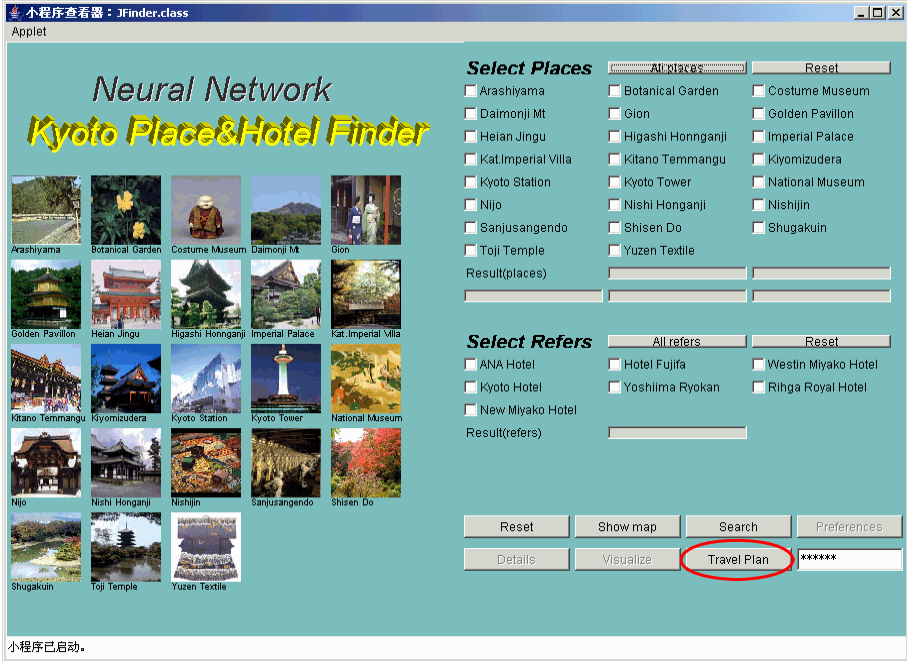 小程序查看器：JFinder.class
Applet
Neural Network
Kyoto Place&Hotel Finder
Arashiyama Botanical Garden Costume Museum Daimonji Mt Gion
Golden Pavillon Heian Jingu Higashi Honnganji Imperial Palace Kat.Imperial Villa
Kitano Temmangu Kiyomizudera Kyoto Station Kyoto Tower National Museum
Nijo Nishi Honganji Nishijin Sanjusangendo Shisen Do
Shugakuin Toji Temple Yuzen Textile
Select Places All places Reset
Arashiyama Botanical Garden Costume Museum
Daimonji Mt Gion Golden Pavillon
Heian Jingu Higashi Honnganji Imperial Palace
Kat.Imperial Villa Kitano Temmangu Kiyomizudera
Kyoto Station Kyoto Tower National Museum
Nijo Nishi Honganji Nishijin
Sanjusangendo Shisen Do Shugakuin
Toji Temple Yuzen Textile
Result(places)
Select Refers All refers Reset
ANA Hotel Hotel Fujifa Westin Miyako Hotel
Kyoto Hotel Yoshiima Ryokan Rihga Royal Hotel
New Miyako Hotel
Result(refers)
Reset Show map Search Preferences
Details Visualize Travel Plan ******
小程序已启动。